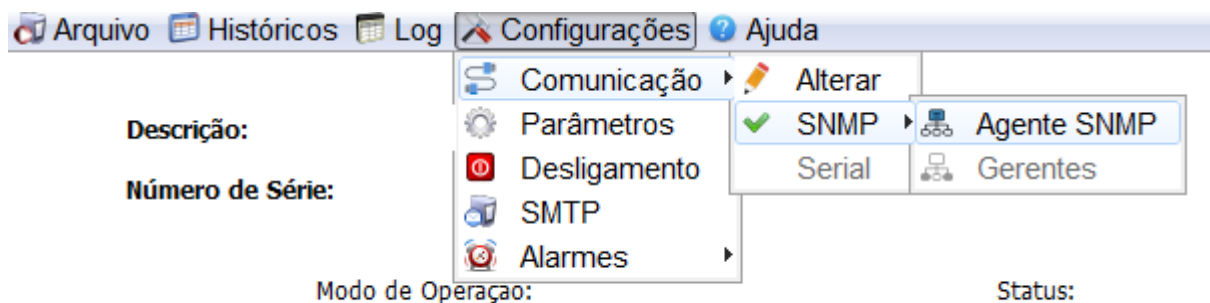 Arquivo Históricos Log Configurações Ajuda
Comunicação Alterar
Descrição: Parâmetros SNMP Agente SNMP
Desligamento Serial Gerentes
Número de Série:
SMTP
Alarmes
Modo de Operação: Status: